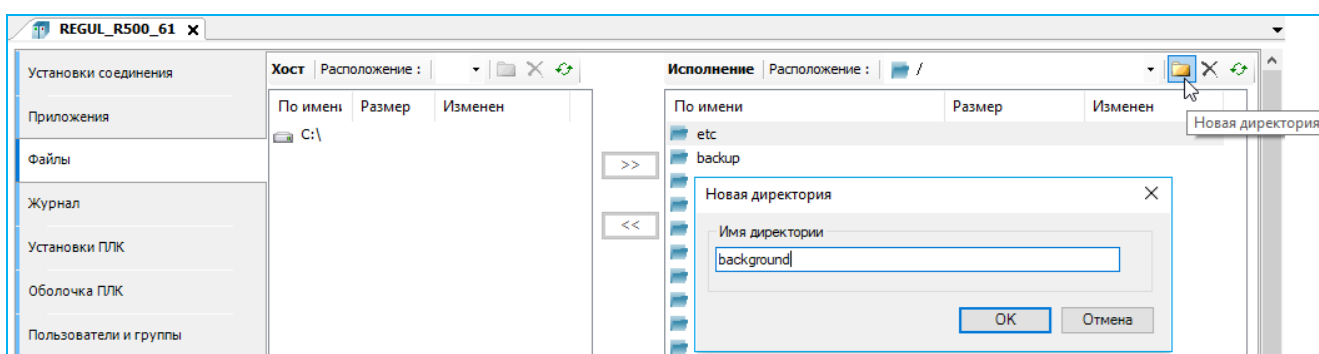 REGUL_R500_61
Установки соединения
Приложения
Файлы
Журнал
Установки ПЛК
Оболочка ПЛК
Пользователи и группы
Хост Расположение :
По имени Размер Изменен
C:\
>>
<<
Исполнение Расположение : /
По имени Размер Изменен
Новая директория
etc
backup
Новая директория
Имя директории
background
OK Отмена